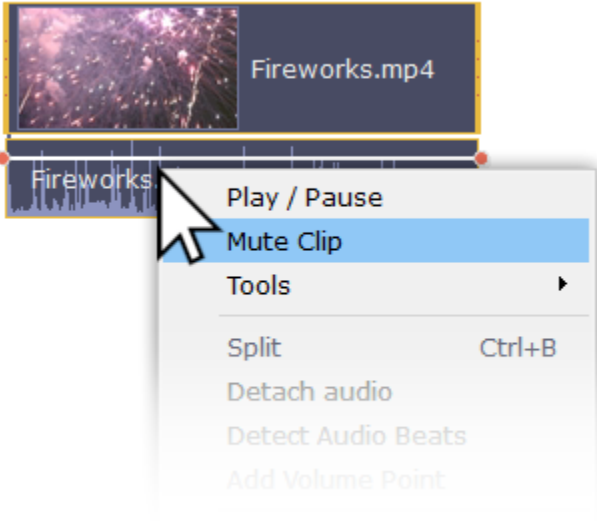 Fireworks.mp4
Fireworks.
Play / Pause
Mute Clip
Tools
Split Ctrl+B
Detach audio
Detect Audio Beats
Add Volume Point